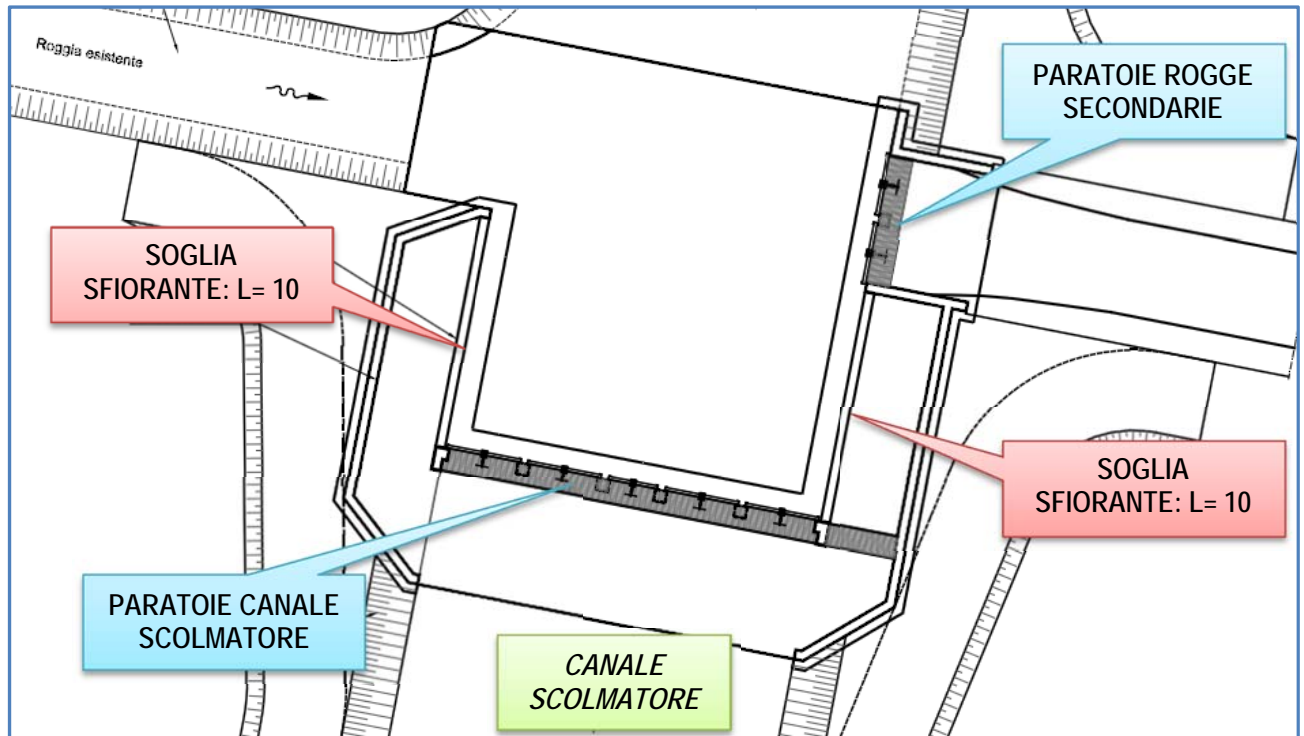 Roggia esistente
PARATOIE ROGGE
SECONDARIE
SOGLIA
SFIORANTE: L= 10
SOGLIA
SFIORANTE: L= 10
PARATOIE CANALE
SCOLMATORE
CANALE
SCOLMATORE